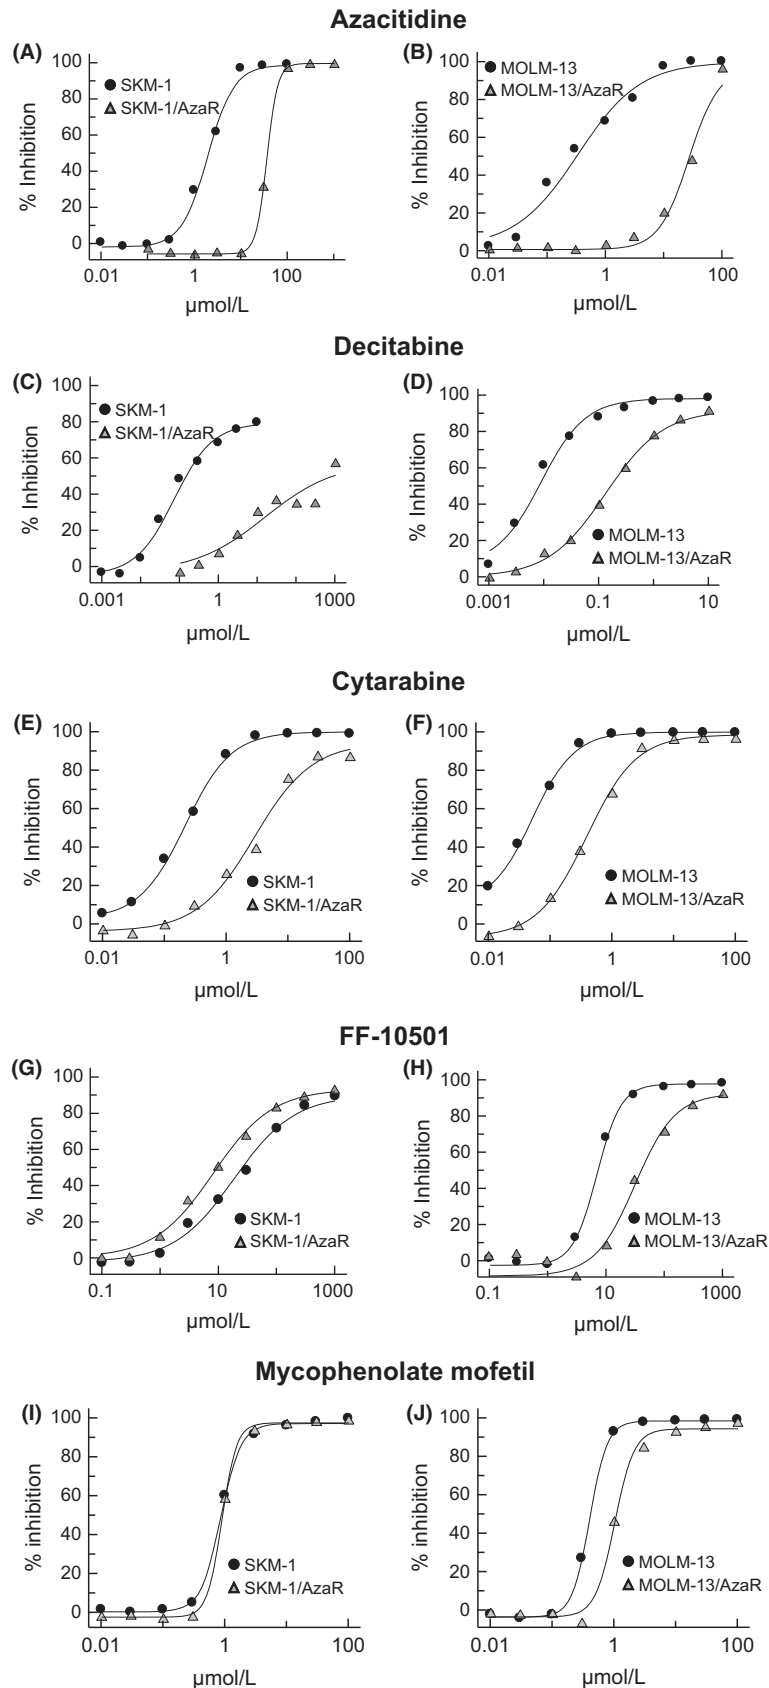 Azacitidine
(A)
100
80
60
40
20
0
% Inhibition
SKM-1
SKM-1/AzaR
0.01
1
100
µmol/L
(B)
100
80
60
40
20
0
% Inhibition
MOLM-13
MOLM-13/AzaR
0.01
1
100
µmol/L
Decitabine
(C)
100
80
60
40
20
0
% Inhibition
SKM-1
SKM-1/AzaR
0.001
1
1000
µmol/L
(D)
100
80
60
40
20
0
% Inhibition
MOLM-13
MOLM-13/AzaR
0.001
0.1
10
µmol/L
Cytarabine
(E)
100
80
60
40
20
0
% Inhibition
SKM-1
SKM-1/AzaR
0.01
1
100
µmol/L
(F)
100
80
60
40
20
0
% Inhibition
MOLM-13
MOLM-13/AzaR
0.01
1
100
µmol/L
FF-10501
(G)
100
80
60
40
20
0
% Inhibition
SKM-1
SKM-1/AzaR
0.1
10
1000
µmol/L
(H)
100
80
60
40
20
0
% Inhibition
MOLM-13
MOLM-13/AzaR
0.1
10
1000
µmol/L
Mycophenolate mofetil
(I)
100
80
60
40
20
0
% inhibition
SKM-1
SKM-1/AzaR
0.01
1
100
µmol/L
(J)
100
80
60
40
20
0
% inhibition
MOLM-13
MOLM-13/AzaR
0.01
1
100
µmol/L